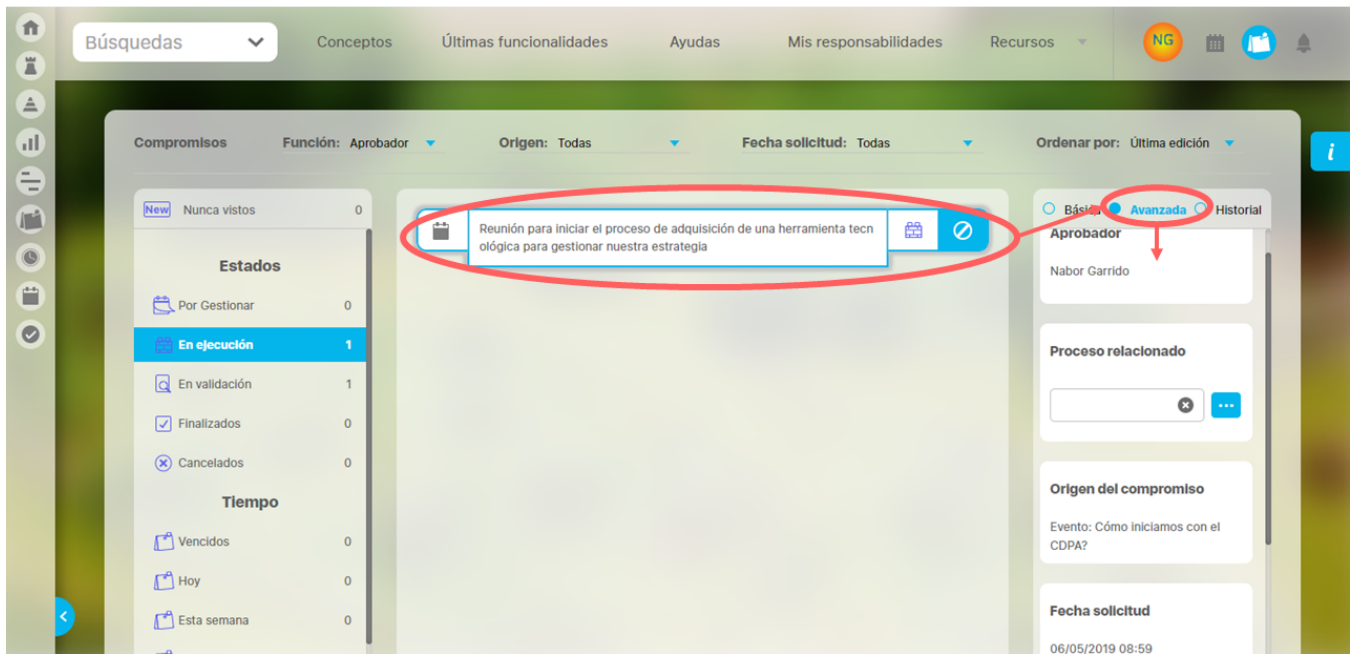 Búsquedas
Conceptos
Últimas funcionalidades
Ayudas
Mis responsabilidades
Recursos
NG
Compromisos
Función: Aprobador
Origen: Todas
Fecha solicitud: Todas
Ordenar por: Última edición
i
New Nunca vistos 0
Estados
Por Gestionar 0
En ejecución 1
En validación 1
Finalizados 0
Cancelados 0
Tiempo
Vencidos 0
Hoy 0
Esta semana 0
Reunión para iniciar el proceso de adquisición de una herramienta tecn
ológica para gestionar nuestra estrategia
Básica Avanzada Historial
Aprobador
Nabor Garrido
Proceso relacionado
Origen del compromiso
Evento: Cómo iniciamos con el
CDPA?
Fecha solicitud
06/05/2019 08:59